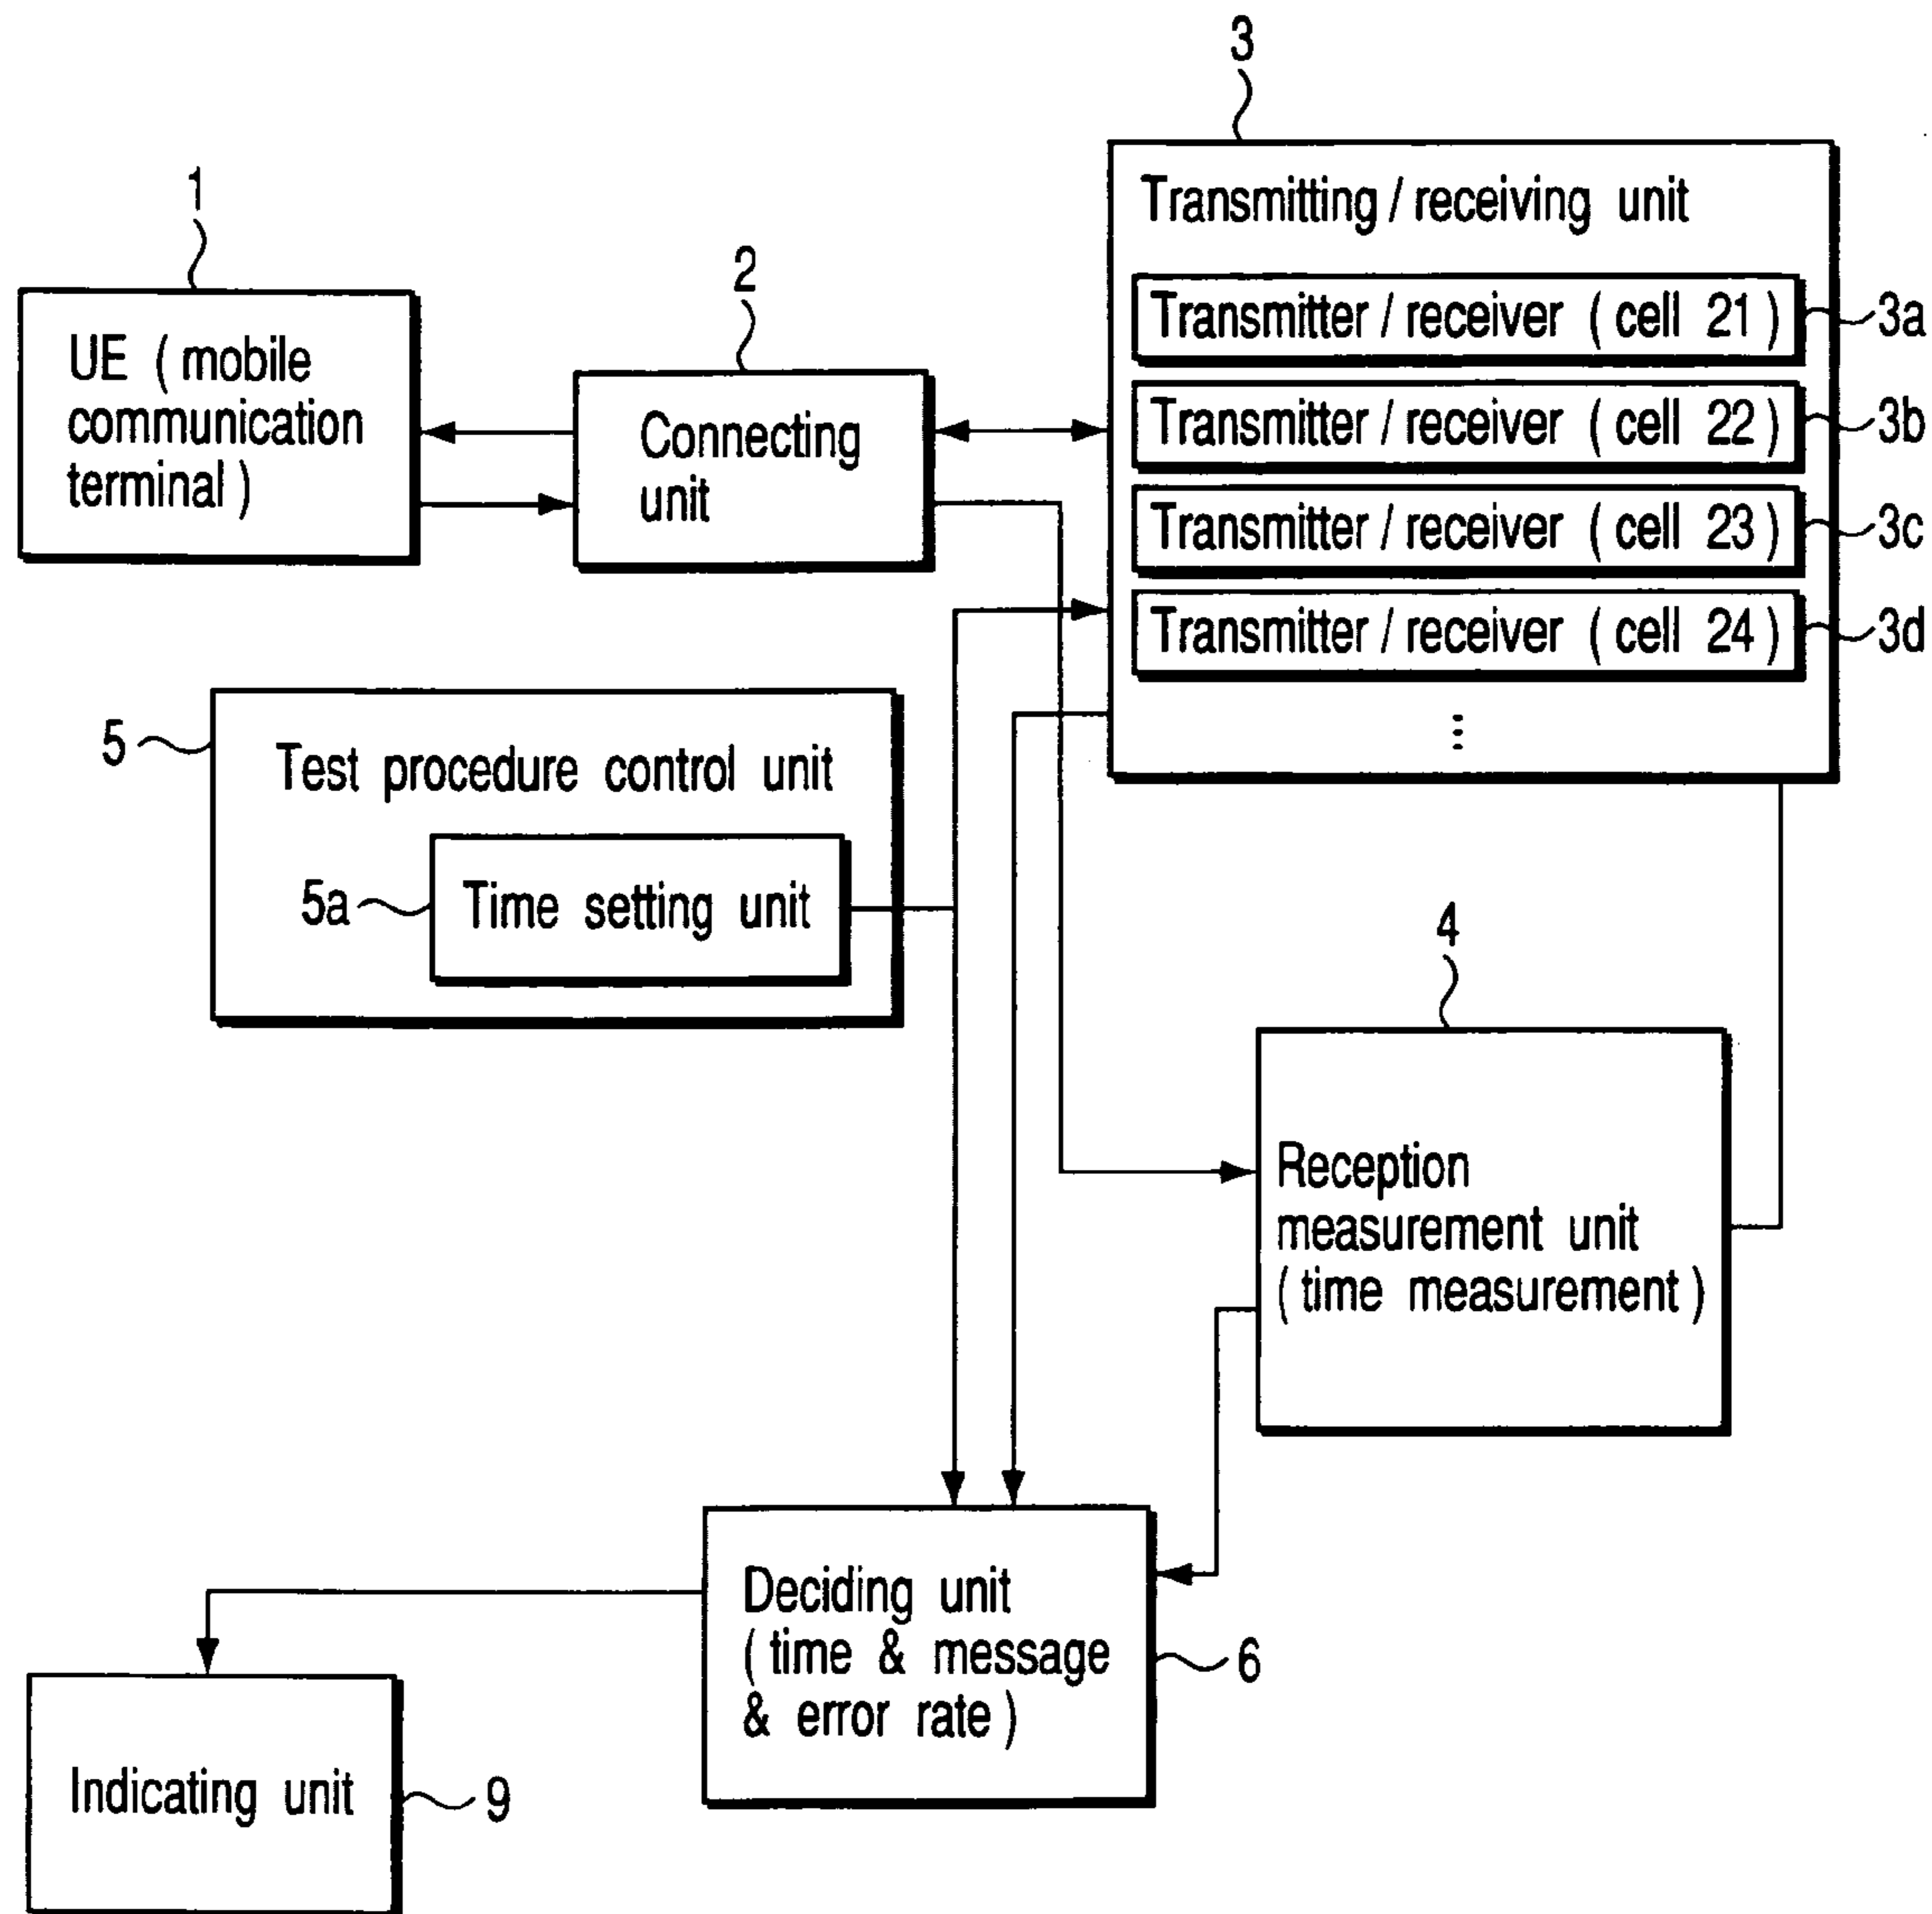 3
1
Transmitting / receiving unit
2
Transmitter / receiver ( cell 21 )
3a
UE ( mobile
communication
terminal )
Transmitter / receiver ( cell 22 )
3b
Connecting
unit
Transmitter / receiver ( cell 23 )
3c
Transmitter / receiver ( cell 24 )
3d
⋮
5
Test procedure control unit
5a
Time setting unit
4
Reception
measurement unit
( time measurement )
Deciding unit
( time & message
& error rate )
6
Indicating unit
9